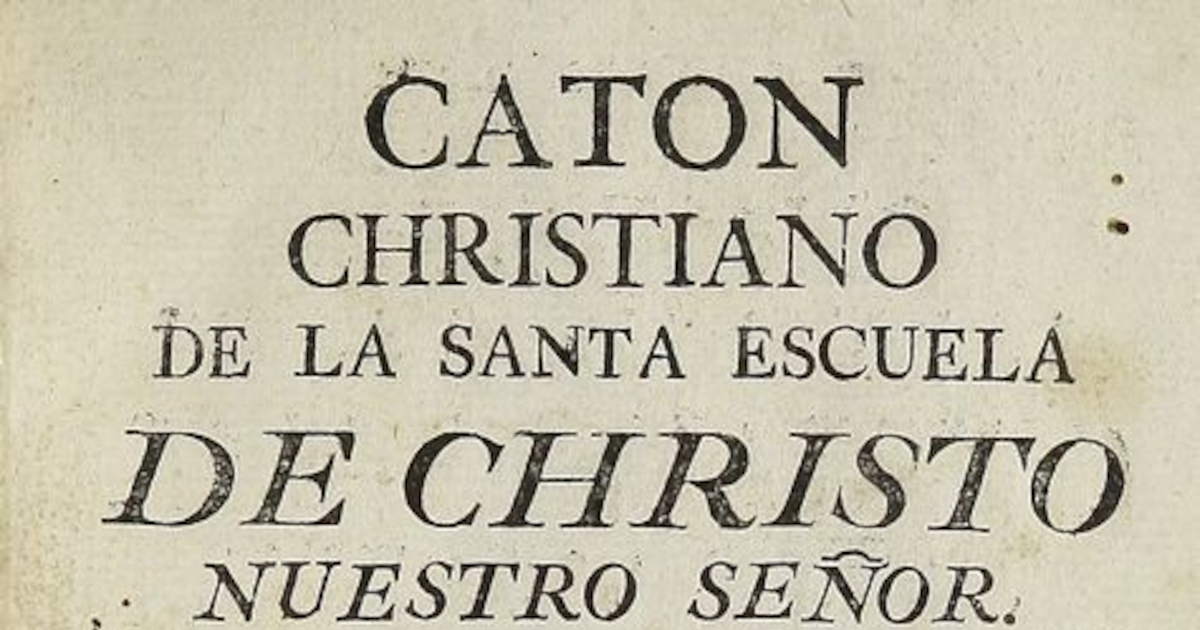 CATON
CHRISTIANO
DE LA SANTA ESCUELA
DE CHRISTO
NUESTRO SEÑOR.